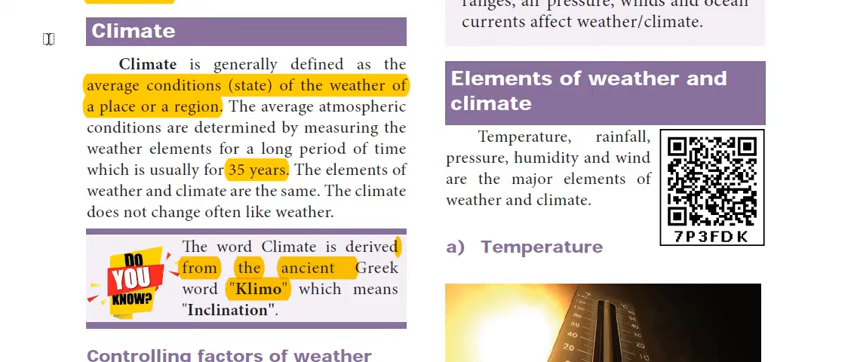 Climate
Climate is generally defined as the
average conditions (state) of the weather of
a place or a region. The average atmospheric
conditions are determined by measuring the
weather elements for a long period of time
which is usually for 35 years. The elements of
weather and climate are the same. The climate
does not change often like weather.
DO
YOU
KNOW?
The word Climate is derived
from the ancient Greek
word "Klimo" which means
"Inclination".
Controlling factors of weather
ranges, air pressure, winds and ocean
currents affect weather/climate.
Elements of weather and
climate
Temperature, rainfall,
pressure, humidity and wind
are the major elements of
weather and climate.
7P3FDK
a) Temperature